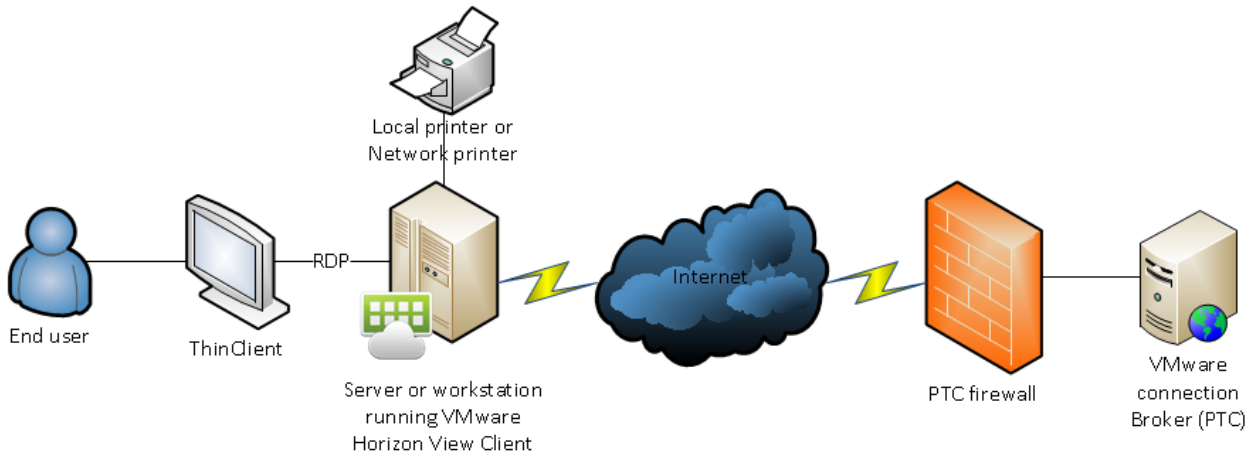 Local printer or
Network printer
End user
ThinClient
RDP
Server or workstation
running VMware
Horizon View Client
Internet
PTC firewall
VMware
connection
Broker (PTC)